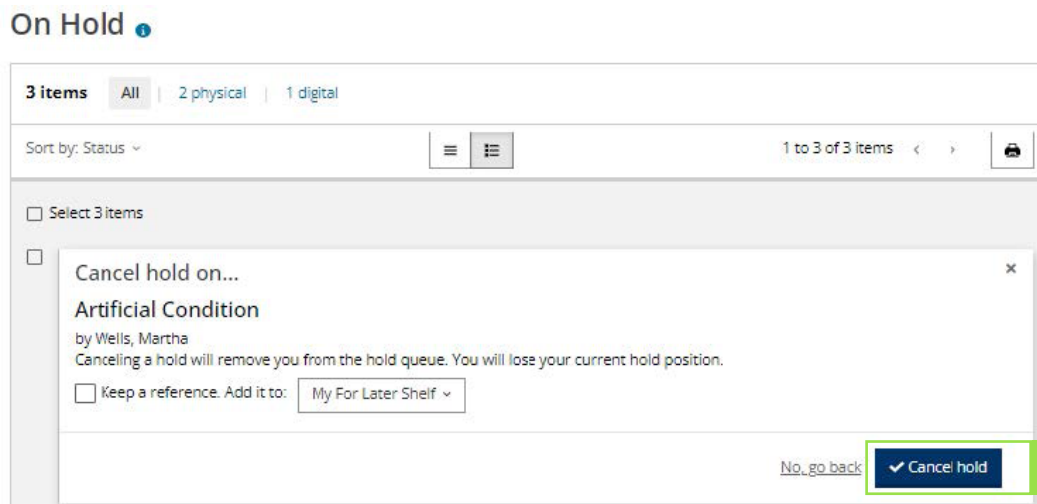 On Hold
3 items All | 2 physical | 1 digital
Sort by: Status 1 to 3 of 3 items
Select 3 items
Cancel hold on...
Artificial Condition
by Wells, Martha
Canceling a hold will remove you from the hold queue. You will lose your current hold position.
Keep a reference. Add it to: My For Later Shelf
No, go back Cancel hold